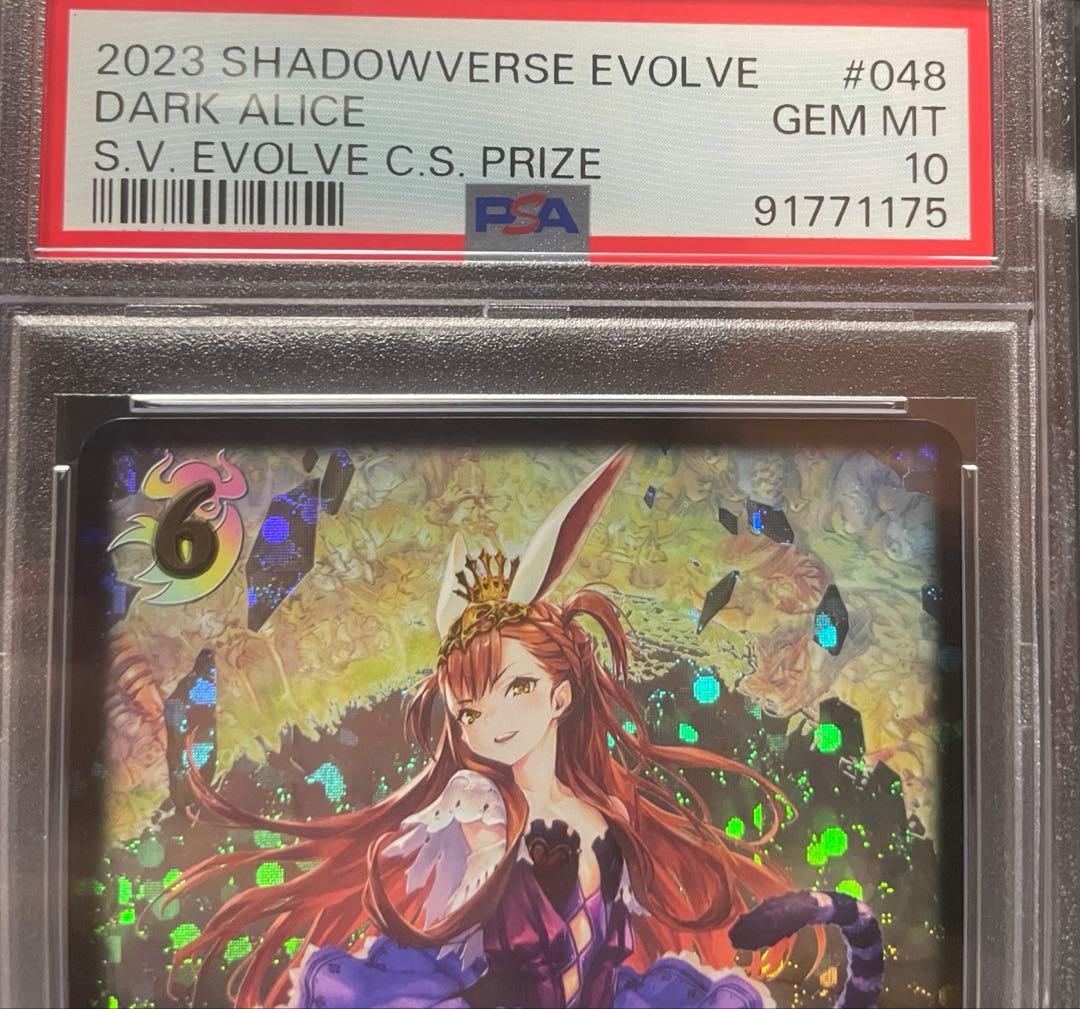 2023 SHADOWVERSE EVOLVE #048
DARK ALICE GEM MT
S.V. EVOLVE C.S. PRIZE 10
PSA 91771175
6